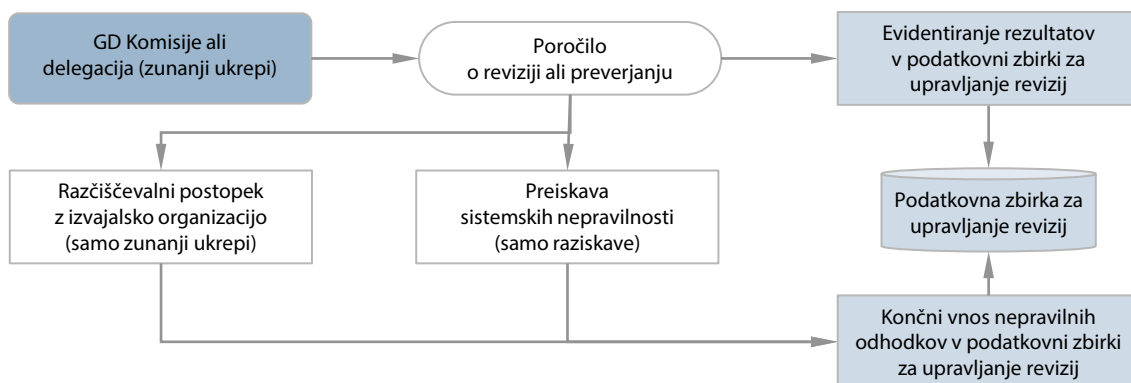 GD Komisije ali
delegacija (zunanji ukrepi)
Poročilo
o reviziji ali preverjanju
Evidentiranje rezultatov
v podatkovni zbirki za
upravljanje revizij
Razčiščevalni postopek
z izvajalsko organizacijo
(samo zunanji ukrepi)
Preiskava
sistemskih nepravilnosti
(samo raziskave)
Podatkovna zbirka za
upravljanje revizij
Končni vnos nepravilnih
odhodkov v podatkovni zbirki
za upravljanje revizij